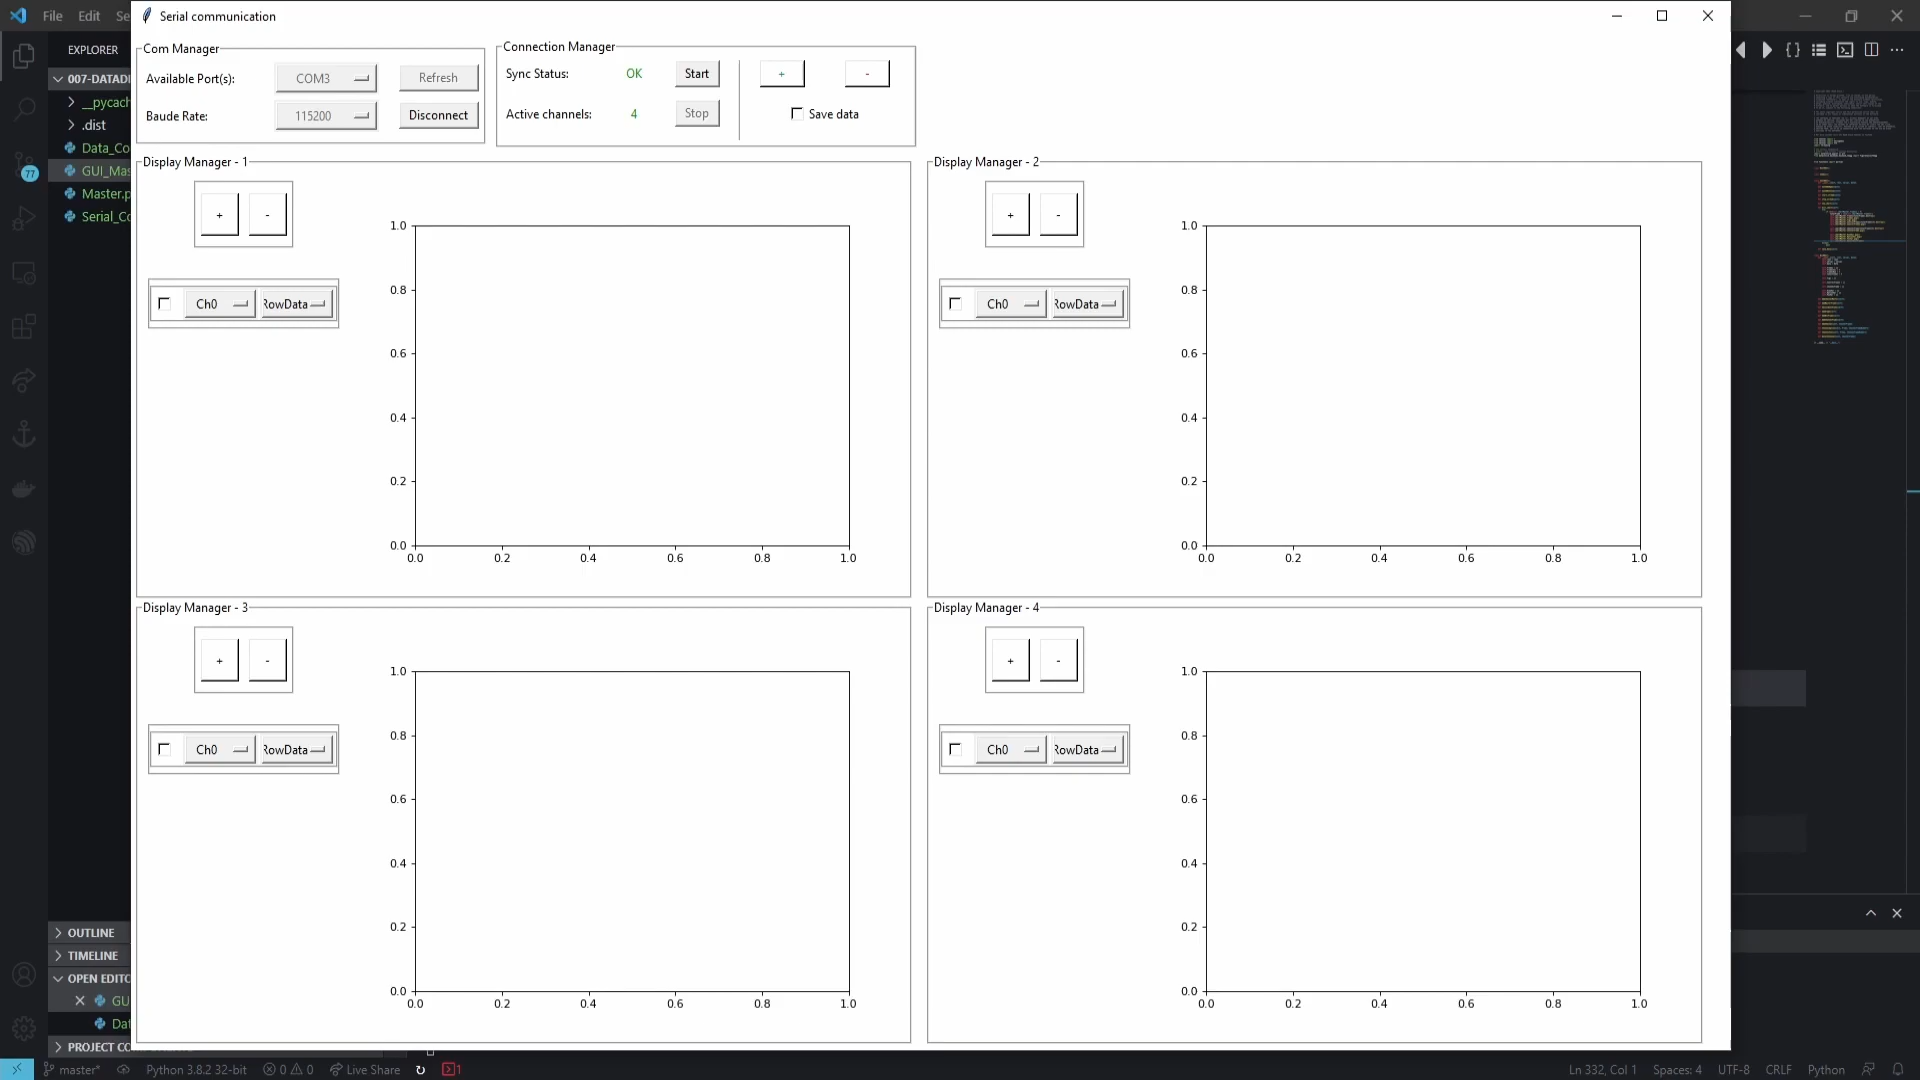 File Edit Se
Serial communication
EXPLORER
007-DATADI
__pycach
.dist
Data_Co
GUI_Mas
Master.p
Serial_Co
77
Com Manager
Available Port(s): COM3 Refresh
Baude Rate: 115200 Disconnect
Connection Manager
Sync Status: OK Start + -
Active channels: 4 Stop Save data
Display Manager - 1
+ -
Ch0 RowData
1.0
0.8
0.6
0.4
0.2
0.0
0.0 0.2 0.4 0.6 0.8 1.0
Display Manager - 2
+ -
Ch0 RowData
1.0
0.8
0.6
0.4
0.2
0.0
0.0 0.2 0.4 0.6 0.8 1.0
Display Manager - 3
+ -
Ch0 RowData
1.0
0.8
0.6
0.4
0.2
0.0
0.0 0.2 0.4 0.6 0.8 1.0
Display Manager - 4
+ -
Ch0 RowData
1.0
0.8
0.6
0.4
0.2
0.0
0.0 0.2 0.4 0.6 0.8 1.0
OUTLINE
TIMELINE
OPEN EDITO
GU
Dat
PROJECT CO
master* Python 3.8.2 32-bit 0 0 Live Share 1 Ln 332, Col 1 Spaces: 4 UTF-8 CRLF Python